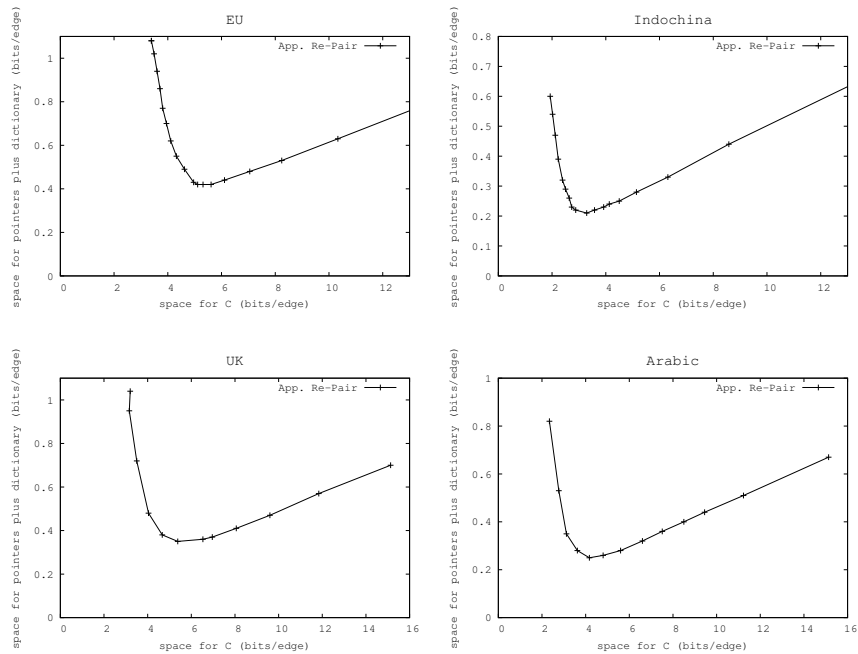 EU
space for pointers plus dictionary (bits/edge)
App. Re-Pair
1
0.8
0.6
0.4
0.2
0
0 2 4 6 8 10 12
space for C (bits/edge)
Indochina
space for pointers plus dictionary (bits/edge)
App. Re-Pair
0.8
0.7
0.6
0.5
0.4
0.3
0.2
0.1
0
0 2 4 6 8 10 12
space for C (bits/edge)
UK
space for pointers plus dictionary (bits/edge)
App. Re-Pair
1
0.8
0.6
0.4
0.2
0
0 2 4 6 8 10 12 14 16
space for C (bits/edge)
Arabic
space for pointers plus dictionary (bits/edge)
App. Re-Pair
1
0.8
0.6
0.4
0.2
0
0 2 4 6 8 10 12 14 16
space for C (bits/edge)